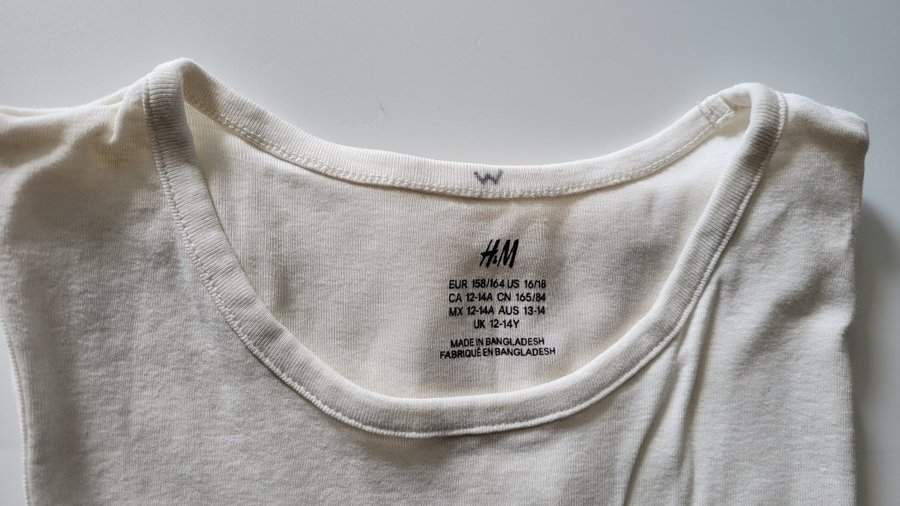 W
H&M
EUR 158/164 US 16/18
CA 12-14A CN 165/84
MX 12-14A AUS 13-14
UK 12-14Y
MADE IN BANGLADESH
FABRIQUÉ EN BANGLADESH